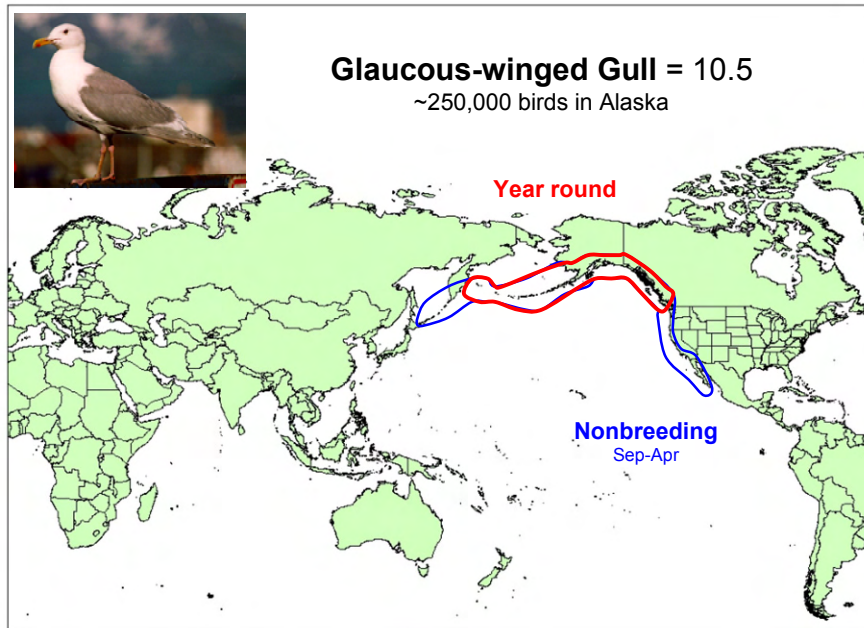 Glaucous-winged Gull = 10.5
~250,000 birds in Alaska
Year round
Nonbreeding
Sep-Apr